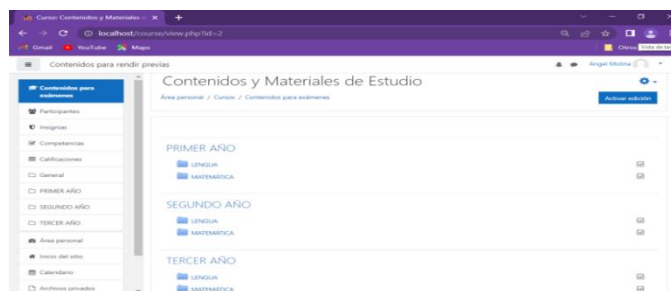 Curso: Contenidos y Materiales
localhost/course/view.php?id=2
Gmail YouTube Maps Otros
Contenidos para rendir previas Angel Molina
Contenidos para exámenes
Participantes
Insignias
Competencias
Calificaciones
General
PRIMER AÑO
SEGUNDO AÑO
TERCER AÑO
Área personal
Inicio del sitio
Calendario
Archivos privados
Contenidos y Materiales de Estudio
Área personal / Cursos / Contenidos para exámenes
Activar edición
PRIMER AÑO
LENGUA
MATEMÁTICA
SEGUNDO AÑO
LENGUA
MATEMÁTICA
TERCER AÑO
LENGUA
MATEMÁTICA